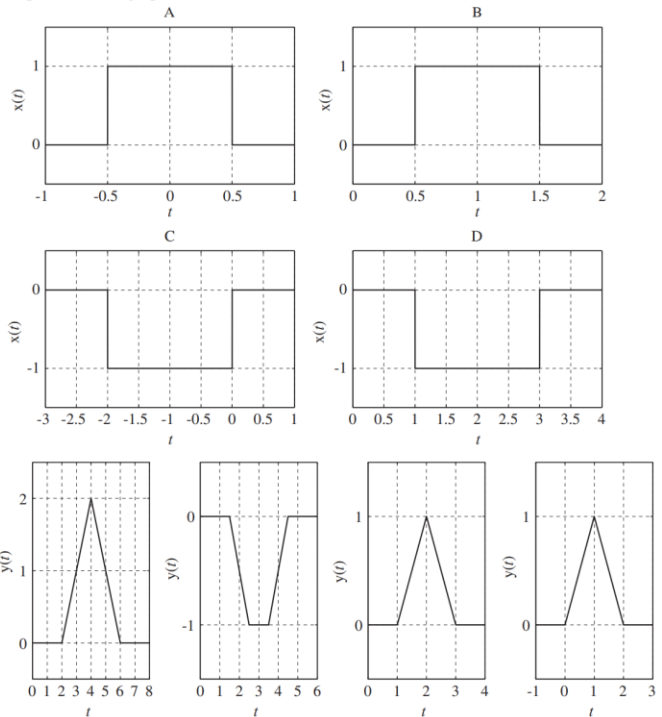 A B
x(t) 1 0 x(t) 1 0
-1 -0.5 0 0.5 1 0 0.5 1 1.5 2
t t
C D
x(t) 0 -1 x(t) 0 -1
-3 -2.5 -2 -1.5 -1 -0.5 0 0.5 1 0 0.5 1 1.5 2 2.5 3 3.5 4
t t
y(t) 2 1 0 y(t) 0 -1 y(t) 1 0 y(t) 1 0
0 1 2 3 4 5 6 7 8 0 1 2 3 4 5 6 0 1 2 3 4 -1 0 1 2 3
t t t t